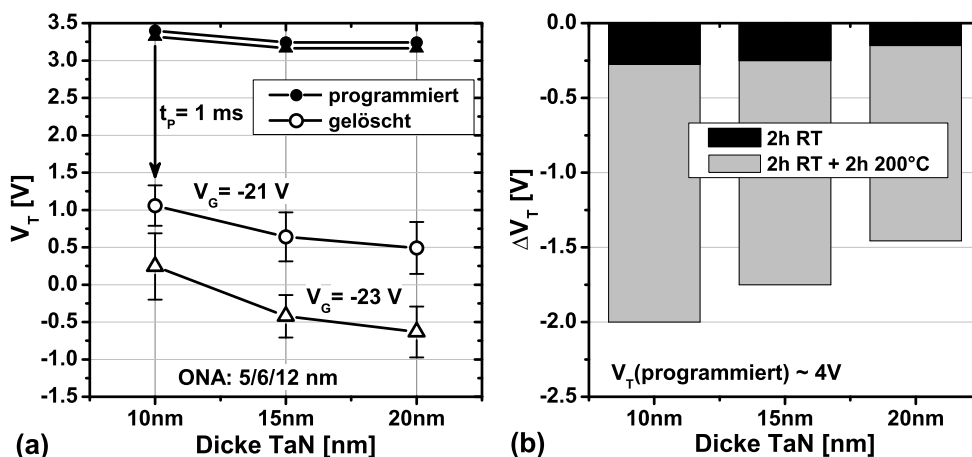 3.5
3.0
2.5
2.0
1.5
1.0
0.5
0.0
-0.5
-1.0
-1.5
V_T [V]
programmiert
gelöscht
t_P= 1 ms
V_G= -21 V
V_G= -23 V
ONA: 5/6/12 nm
10nm 15nm 20nm
(a) Dicke TaN [nm]
0.0
-0.5
-1.0
-1.5
-2.0
-2.5
ΔV_T [V]
2h RT
2h RT + 2h 200°C
V_T(programmiert) ~ 4V
10nm 15nm 20nm
(b) Dicke TaN [nm]